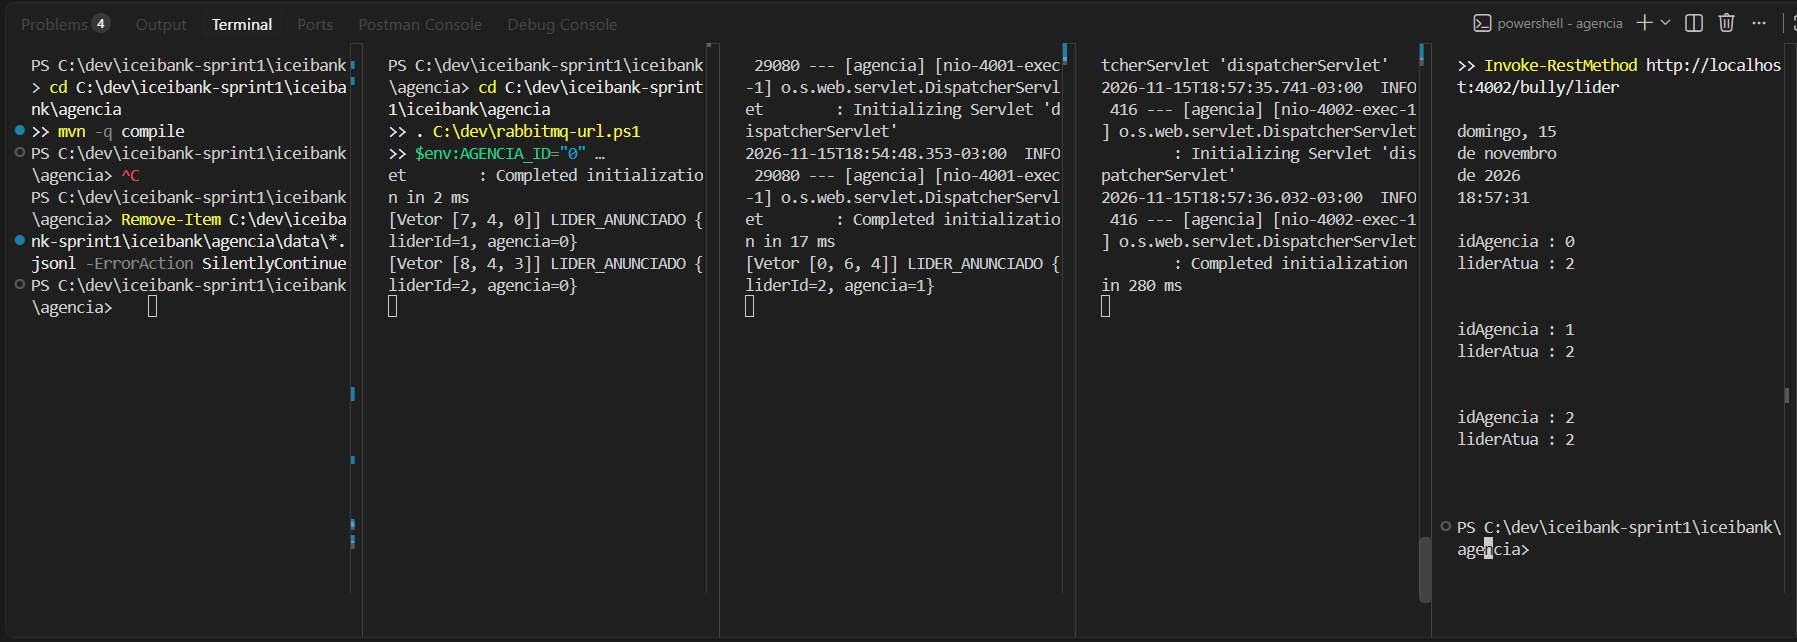 Problems 4 Output Terminal Ports Postman Console Debug Console
powershell - agencia
PS C:\dev\iceibank-sprint1\iceibank
> cd C:\dev\iceibank-sprint1\iceiba
nk\agencia
>> mvn -q compile
PS C:\dev\iceibank-sprint1\iceibank
\agencia> ^C
PS C:\dev\iceibank-sprint1\iceibank
\agencia> Remove-Item C:\dev\iceiba
nk-sprint1\iceibank\agencia\data\*.
jsonl -ErrorAction SilentlyContinue
PS C:\dev\iceibank-sprint1\iceibank
\agencia>
PS C:\dev\iceibank-sprint1\iceibank
\agencia> cd C:\dev\iceibank-sprint
1\iceibank\agencia
>> . C:\dev\rabbitmq-url.ps1
>> $env:AGENCIA_ID="0" …
et        : Completed initializatio
n in 2 ms
[Vetor [7, 4, 0]] LIDER_ANUNCIADO {
liderId=1, agencia=0}
[Vetor [8, 4, 3]] LIDER_ANUNCIADO {
liderId=2, agencia=0}
29080 --- [agencia] [nio-4001-exec
-1] o.s.web.servlet.DispatcherServl
et        : Initializing Servlet 'd
ispatcherServlet'
2026-11-15T18:54:48.353-03:00  INFO
29080 --- [agencia] [nio-4001-exec
-1] o.s.web.servlet.DispatcherServl
et        : Completed initializatio
n in 17 ms
[Vetor [0, 6, 4]] LIDER_ANUNCIADO {
liderId=2, agencia=1}
tcherServlet 'dispatcherServlet'
2026-11-15T18:57:35.741-03:00  INFO
416 --- [agencia] [nio-4002-exec-1
] o.s.web.servlet.DispatcherServlet
: Initializing Servlet 'dis
patcherServlet'
2026-11-15T18:57:36.032-03:00  INFO
416 --- [agencia] [nio-4002-exec-1
] o.s.web.servlet.DispatcherServlet
: Completed initialization
in 280 ms
>> Invoke-RestMethod http://localhos
t:4002/bully/lider
domingo, 15
de novembro
de 2026
18:57:31
idAgencia : 0
liderAtua : 2
idAgencia : 1
liderAtua : 2
idAgencia : 2
liderAtua : 2
PS C:\dev\iceibank-sprint1\iceibank\
agencia>